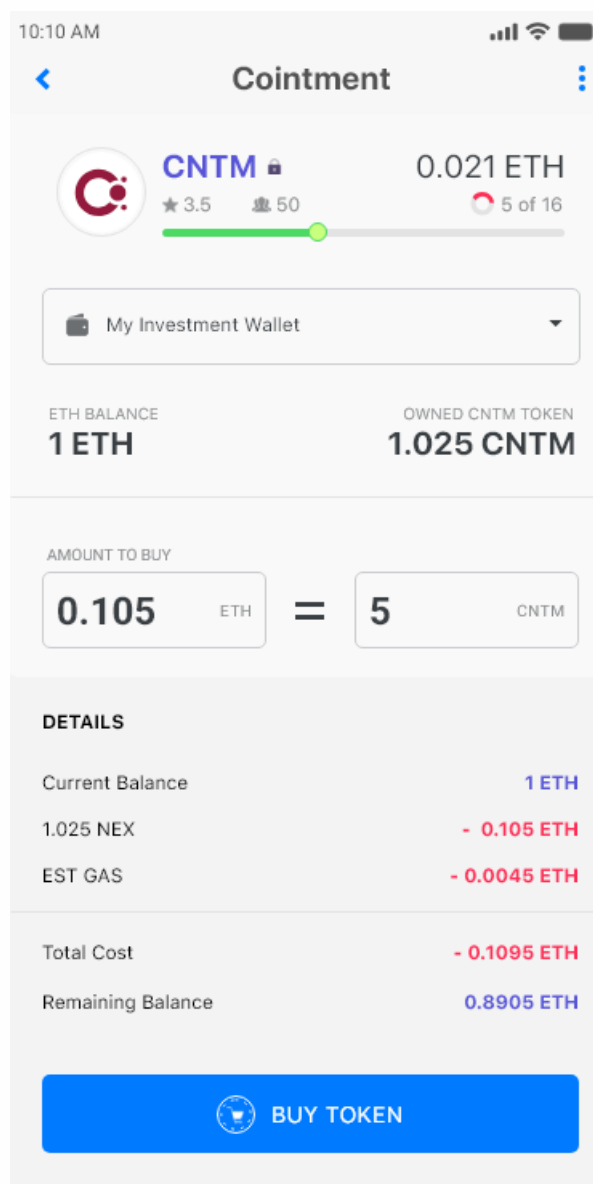 10:10 AM
Cointment
CNTM 0.021 ETH
3.5 50 5 of 16
My Investment Wallet
ETH BALANCE OWNED CNTM TOKEN
1 ETH 1.025 CNTM
AMOUNT TO BUY
0.105 ETH = 5 CNTM
DETAILS
Current Balance 1 ETH
1.025 NEX - 0.105 ETH
EST GAS - 0.0045 ETH
Total Cost - 0.1095 ETH
Remaining Balance 0.8905 ETH
BUY TOKEN